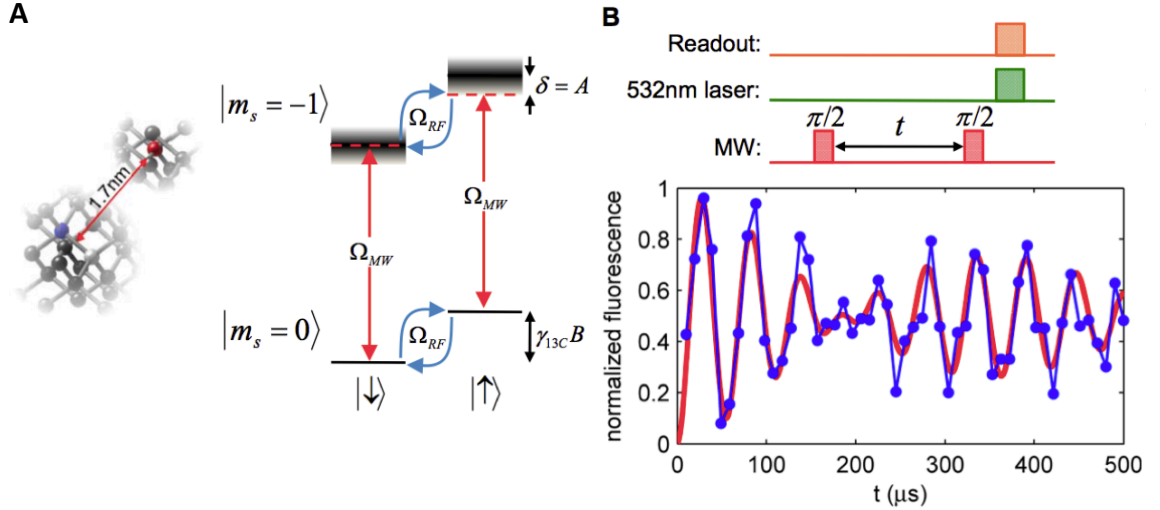 A
|m_s = −1⟩
Ω_RF
δ = A
1.7nm
Ω_MW
Ω_MW
|m_s = 0⟩
Ω_RF
γ_13C B
|↓⟩
|↑⟩
B
Readout:
532nm laser:
π/2
t
π/2
MW:
normalized fluorescence
1
0.8
0.6
0.4
0.2
0
0
100
200
300
400
500
t (μs)